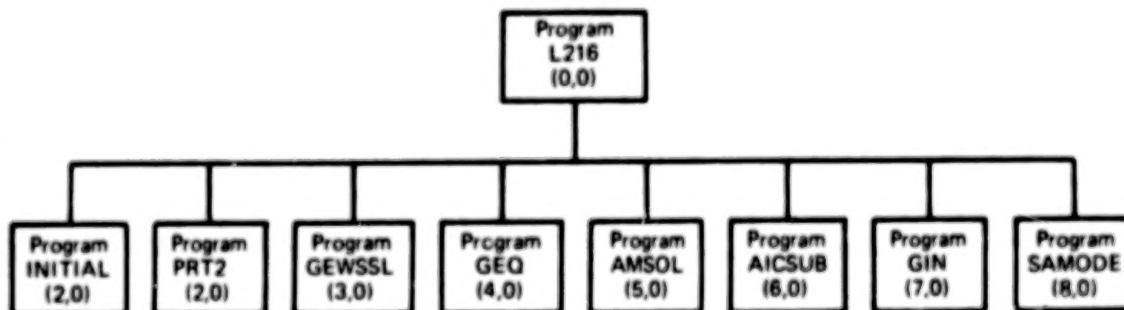 Program
L216
(0,0)
Program
INITIAL
(2,0)
Program
PRT2
(2,0)
Program
GEWSSL
(3,0)
Program
GEQ
(4,0)
Program
AMSOL
(5,0)
Program
AICSUB
(6,0)
Program
GIN
(7,0)
Program
SAMODE
(8,0)